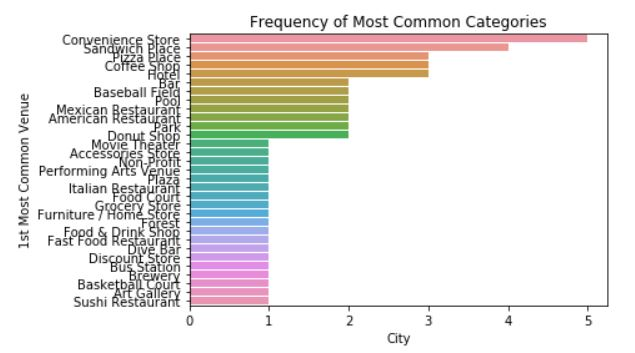 Frequency of Most Common Categories
1st Most Common Venue
Convenience Store
Sandwich Place
Pizza Place
Coffee Shop
Hotel
Bar
Baseball Field
Pool
Mexican Restaurant
American Restaurant
Park
Donut Shop
Movie Theater
Accessories Store
Non-Profit
Performing Arts Venue
Plaza
Italian Restaurant
Food Court
Grocery Store
Furniture / Home Store
Forest
Food & Drink Shop
Fast Food Restaurant
Dive Bar
Discount Store
Bus Station
Brewery
Basketball Court
Art Gallery
Sushi Restaurant
0 1 2 3 4 5
City